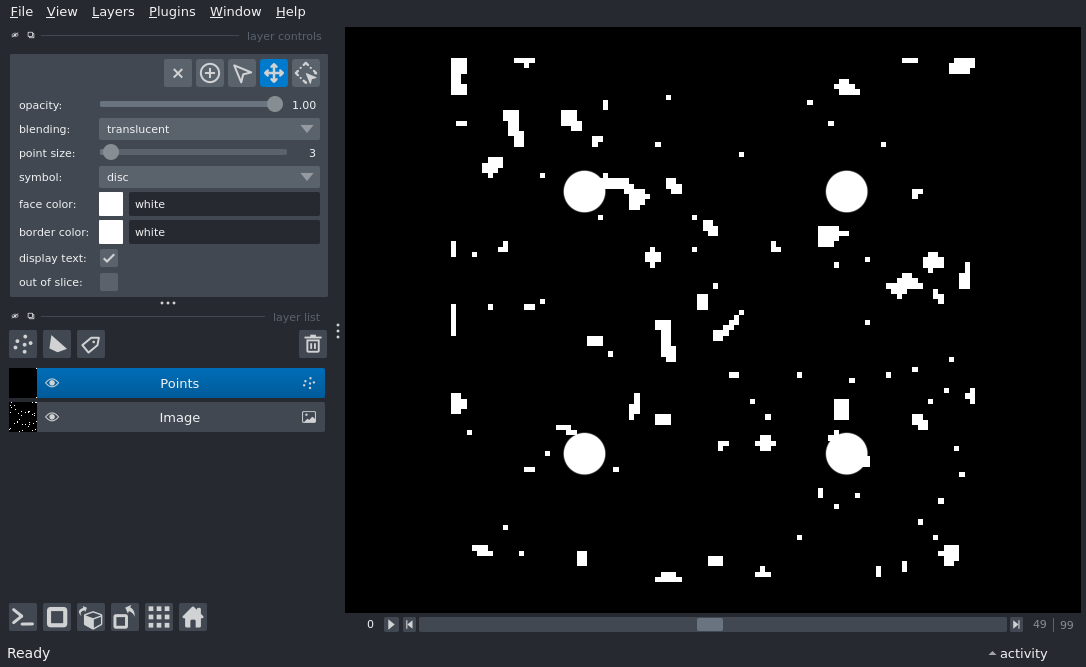 File View Layers Plugins Window Help
layer controls
opacity: 1.00
blending: translucent
point size: 3
symbol: disc
face color: white
border color: white
display text:
out of slice:
layer list
Points
Image
0 49 99
Ready activity